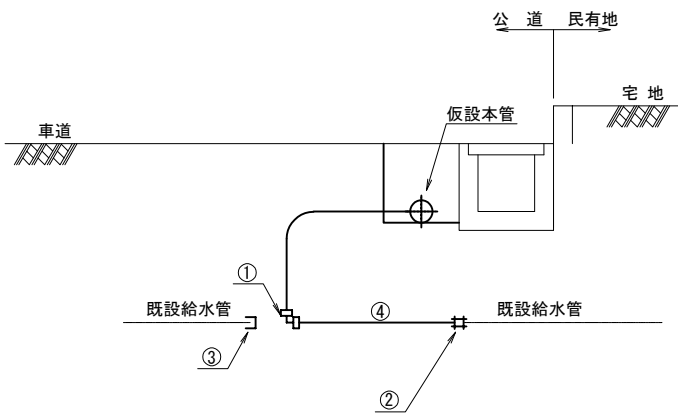 公 道 民有地
宅 地
仮設本管
車道
①
既設給水管 ④ 既設給水管
③
②